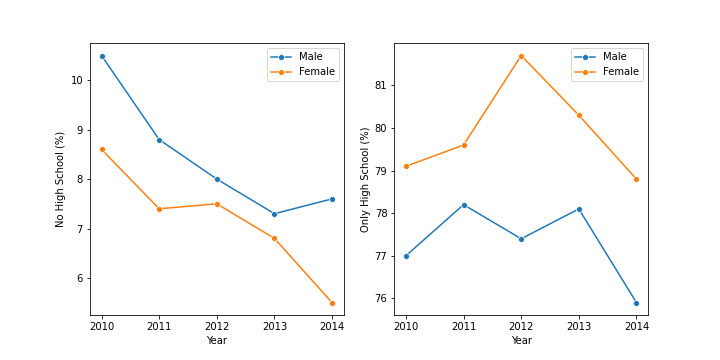 Male
Female
10
9
8
7
6
No High School (%)
2010 2011 2012 2013 2014
Year
Male
Female
81
80
79
78
77
76
Only High School (%)
2010 2011 2012 2013 2014
Year